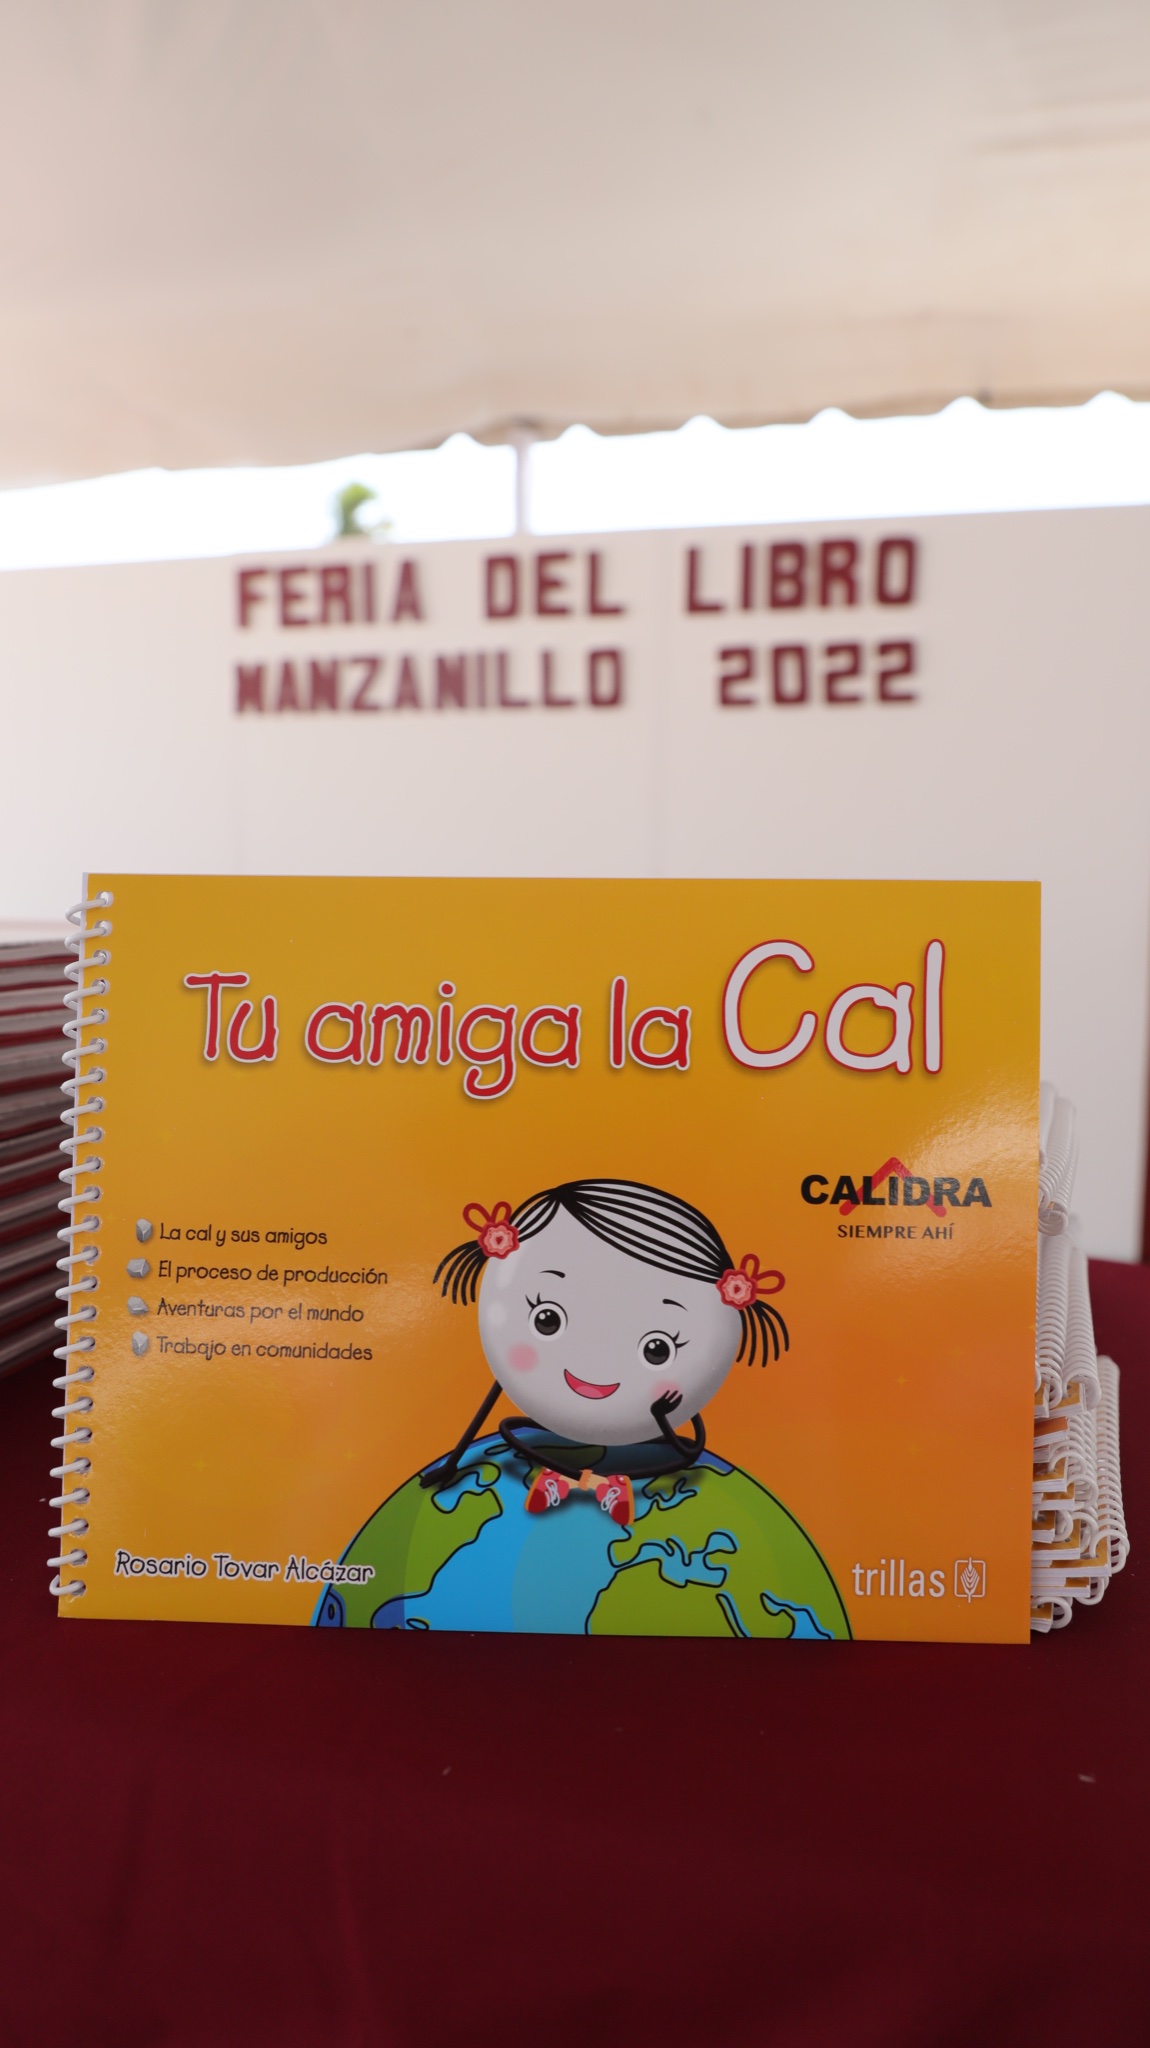 FERIA DEL LIBRO
MANZANILLO 2022
Tu amiga la Cal
CALIDRA
SIEMPRE AHÍ
La cal y sus amigos
El proceso de producción
Aventuras por el mundo
Trabajo en comunidades
Rosario Tovar Alcázar
trillas